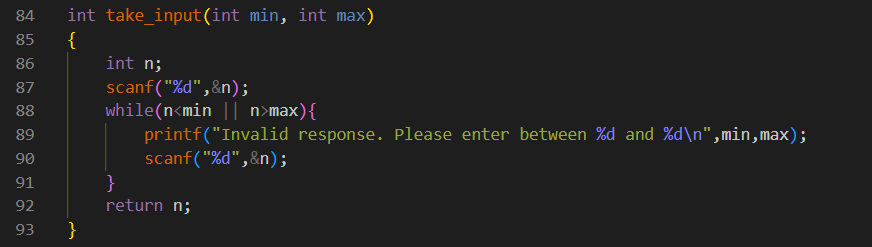 84 int take_input(int min, int max)
85 {
86     int n;
87     scanf("%d",&n);
88     while(n<min || n>max){
89         printf("Invalid response. Please enter between %d and %d\n",min,max);
90         scanf("%d",&n);
91     }
92     return n;
93 }